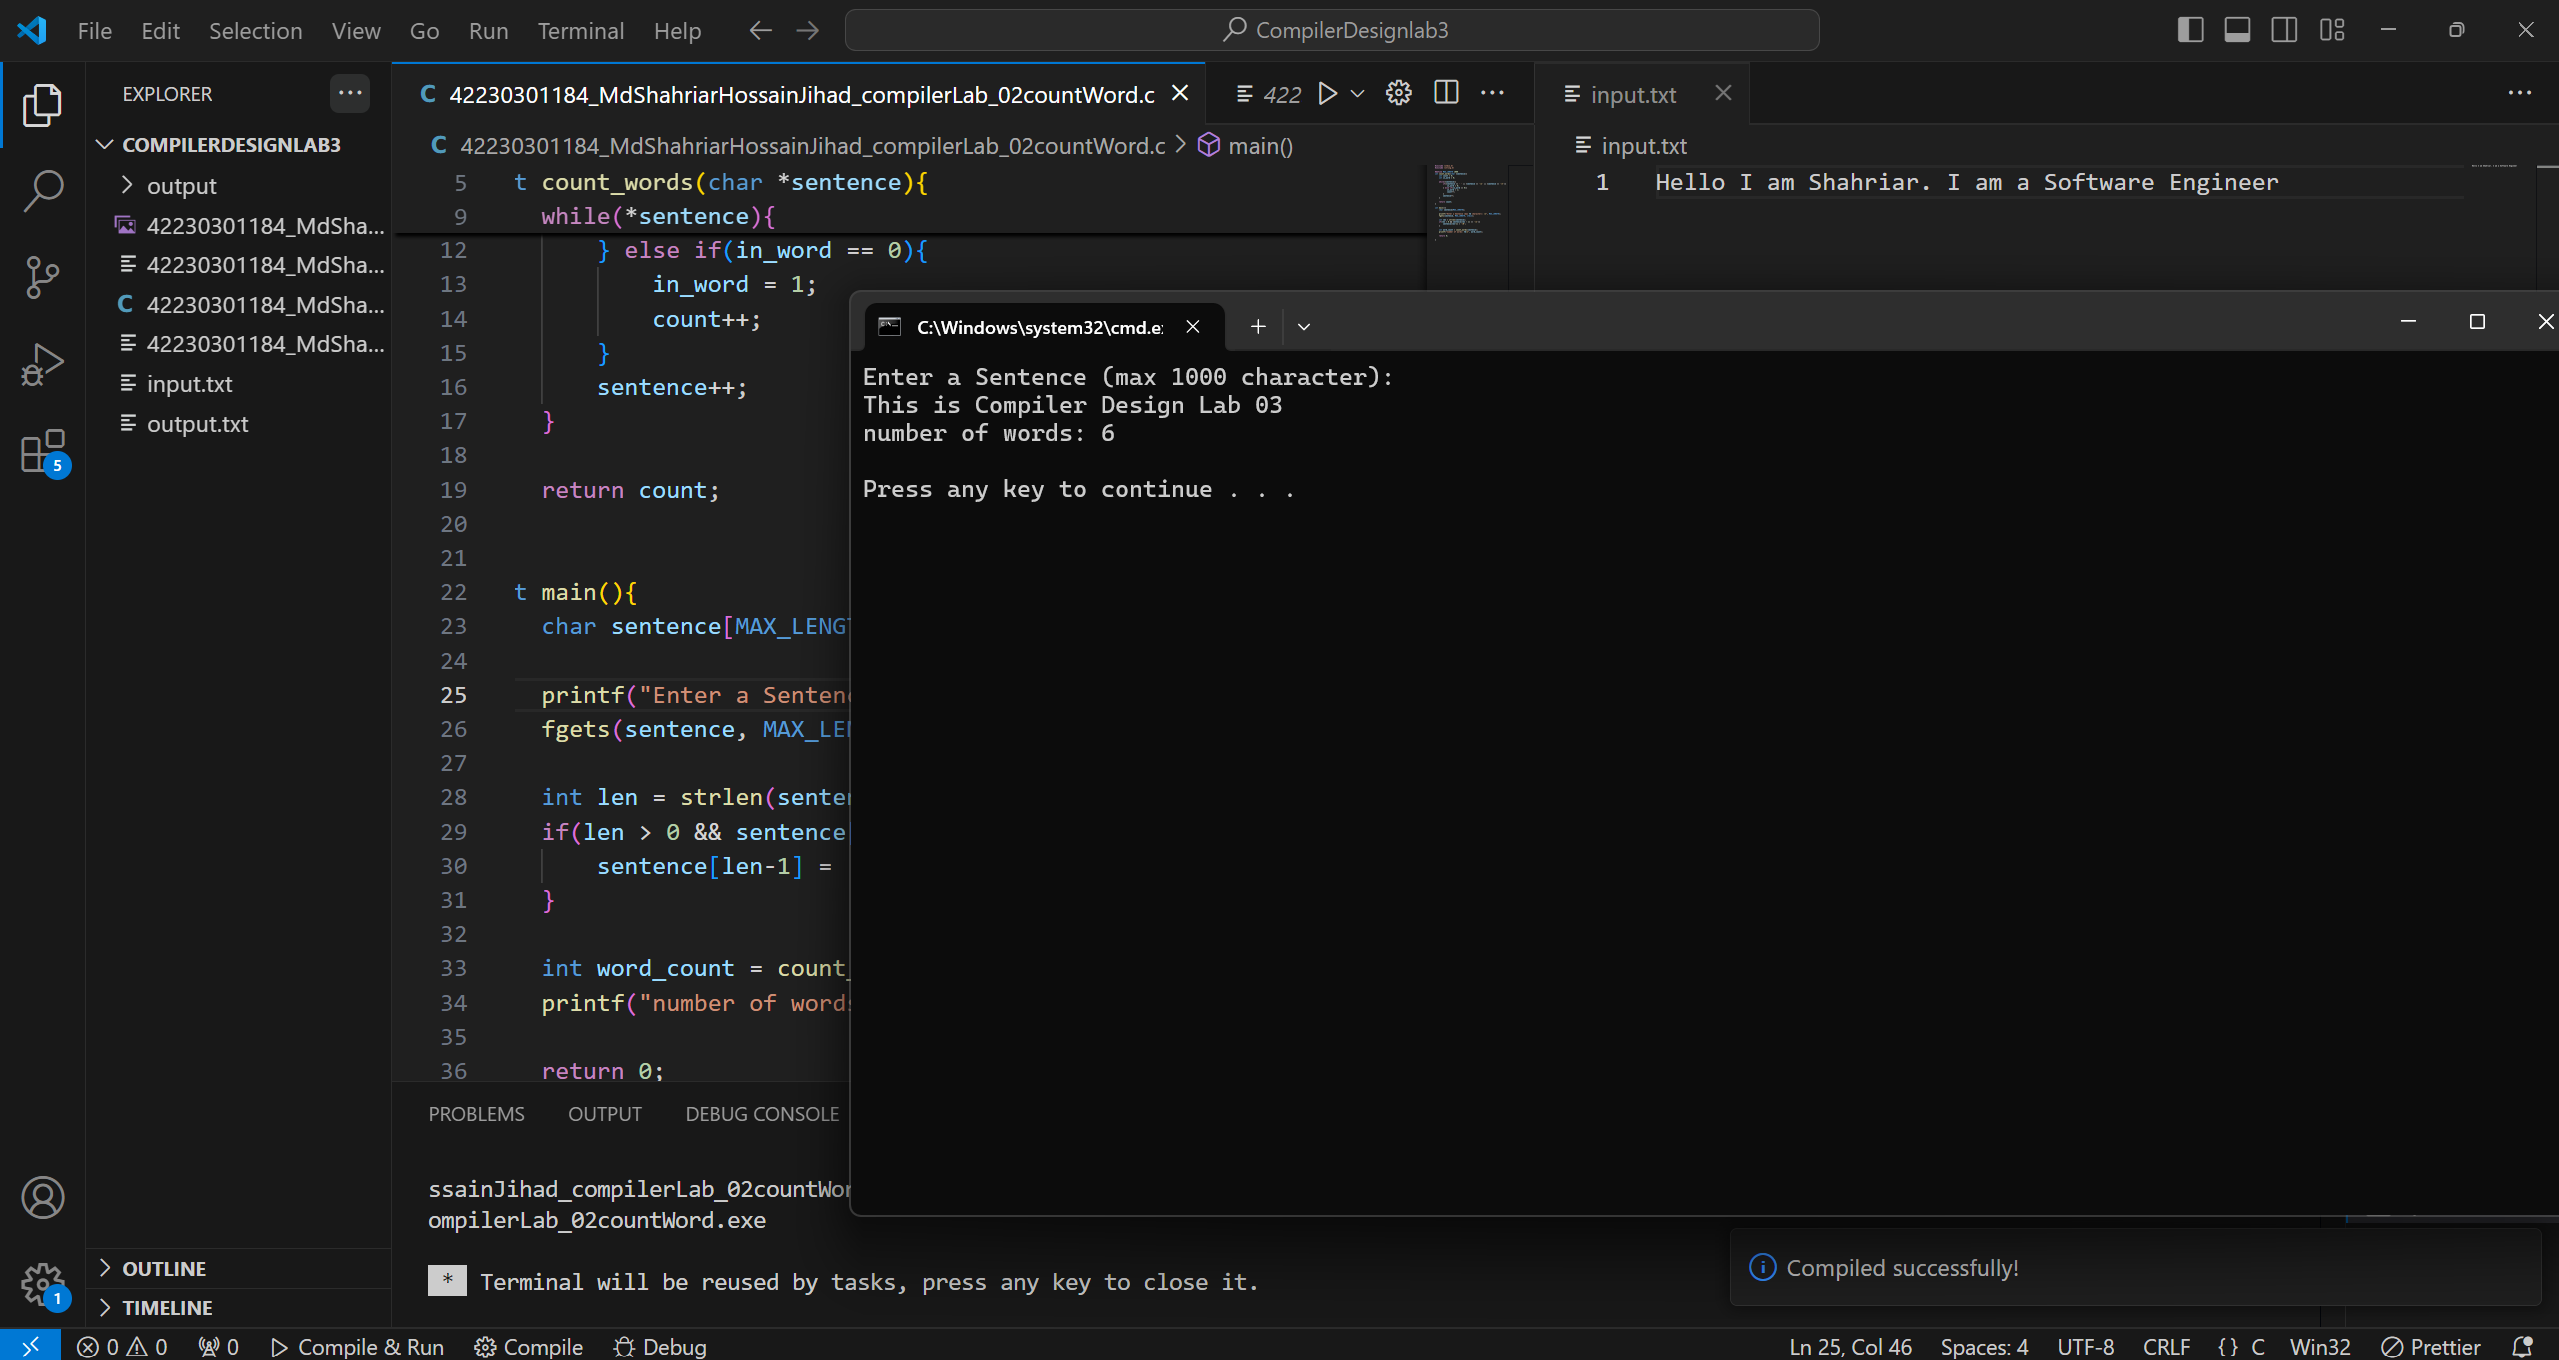 File Edit Selection View Go Run Terminal Help
CompilerDesignlab3
EXPLORER
COMPILERDESIGNLAB3
output
42230301184_MdSha...
42230301184_MdSha...
C 42230301184_MdSha...
42230301184_MdSha...
input.txt
output.txt
OUTLINE
TIMELINE
5
1
C 42230301184_MdShahriarHossainJihad_compilerLab_02countWord.c
422
C 42230301184_MdShahriarHossainJihad_compilerLab_02countWord.c > main()
5 t count_words(char *sentence){
9 while(*sentence){
12 } else if(in_word == 0){
13 in_word = 1;
14 count++;
15 }
16 sentence++;
17 }
18
19 return count;
20
21
22 t main(){
23 char sentence[MAX_LENGT
24
25 printf("Enter a Sentenc
26 fgets(sentence, MAX_LEN
27
28 int len = strlen(senten
29 if(len > 0 && sentence[
30 sentence[len-1] =
31 }
32
33 int word_count = count_
34 printf("number of words
35
36 return 0;
input.txt
input.txt
1 Hello I am Shahriar. I am a Software Engineer
C:\Windows\system32\cmd.e
Enter a Sentence (max 1000 character):
This is Compiler Design Lab 03
number of words: 6
Press any key to continue . . .
PROBLEMS OUTPUT DEBUG CONSOLE
ssainJihad_compilerLab_02countWor
ompilerLab_02countWord.exe
* Terminal will be reused by tasks, press any key to close it.
Compiled successfully!
0 0 0 Compile & Run Compile Debug
Ln 25, Col 46 Spaces: 4 UTF-8 CRLF {} C Win32 Prettier